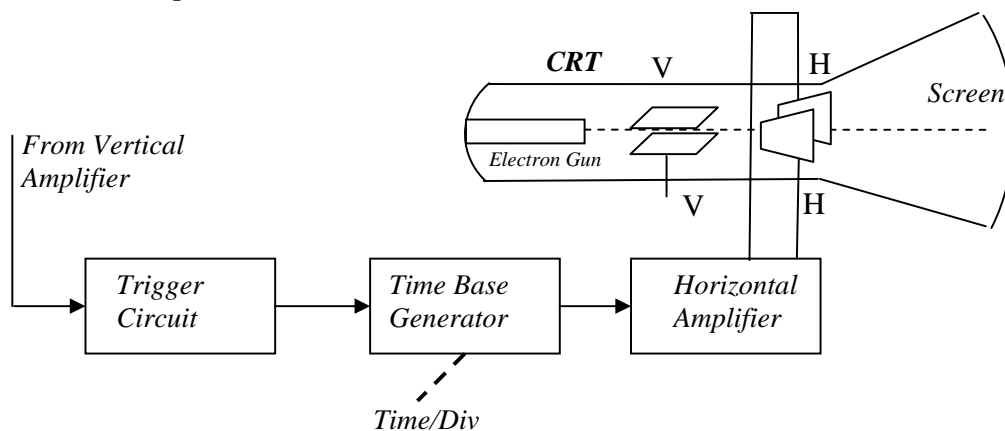 CRT
V
H
Screen
From Vertical
Amplifier
Electron Gun
V
H
Trigger
Circuit
Time Base
Generator
Horizontal
Amplifier
Time/Div